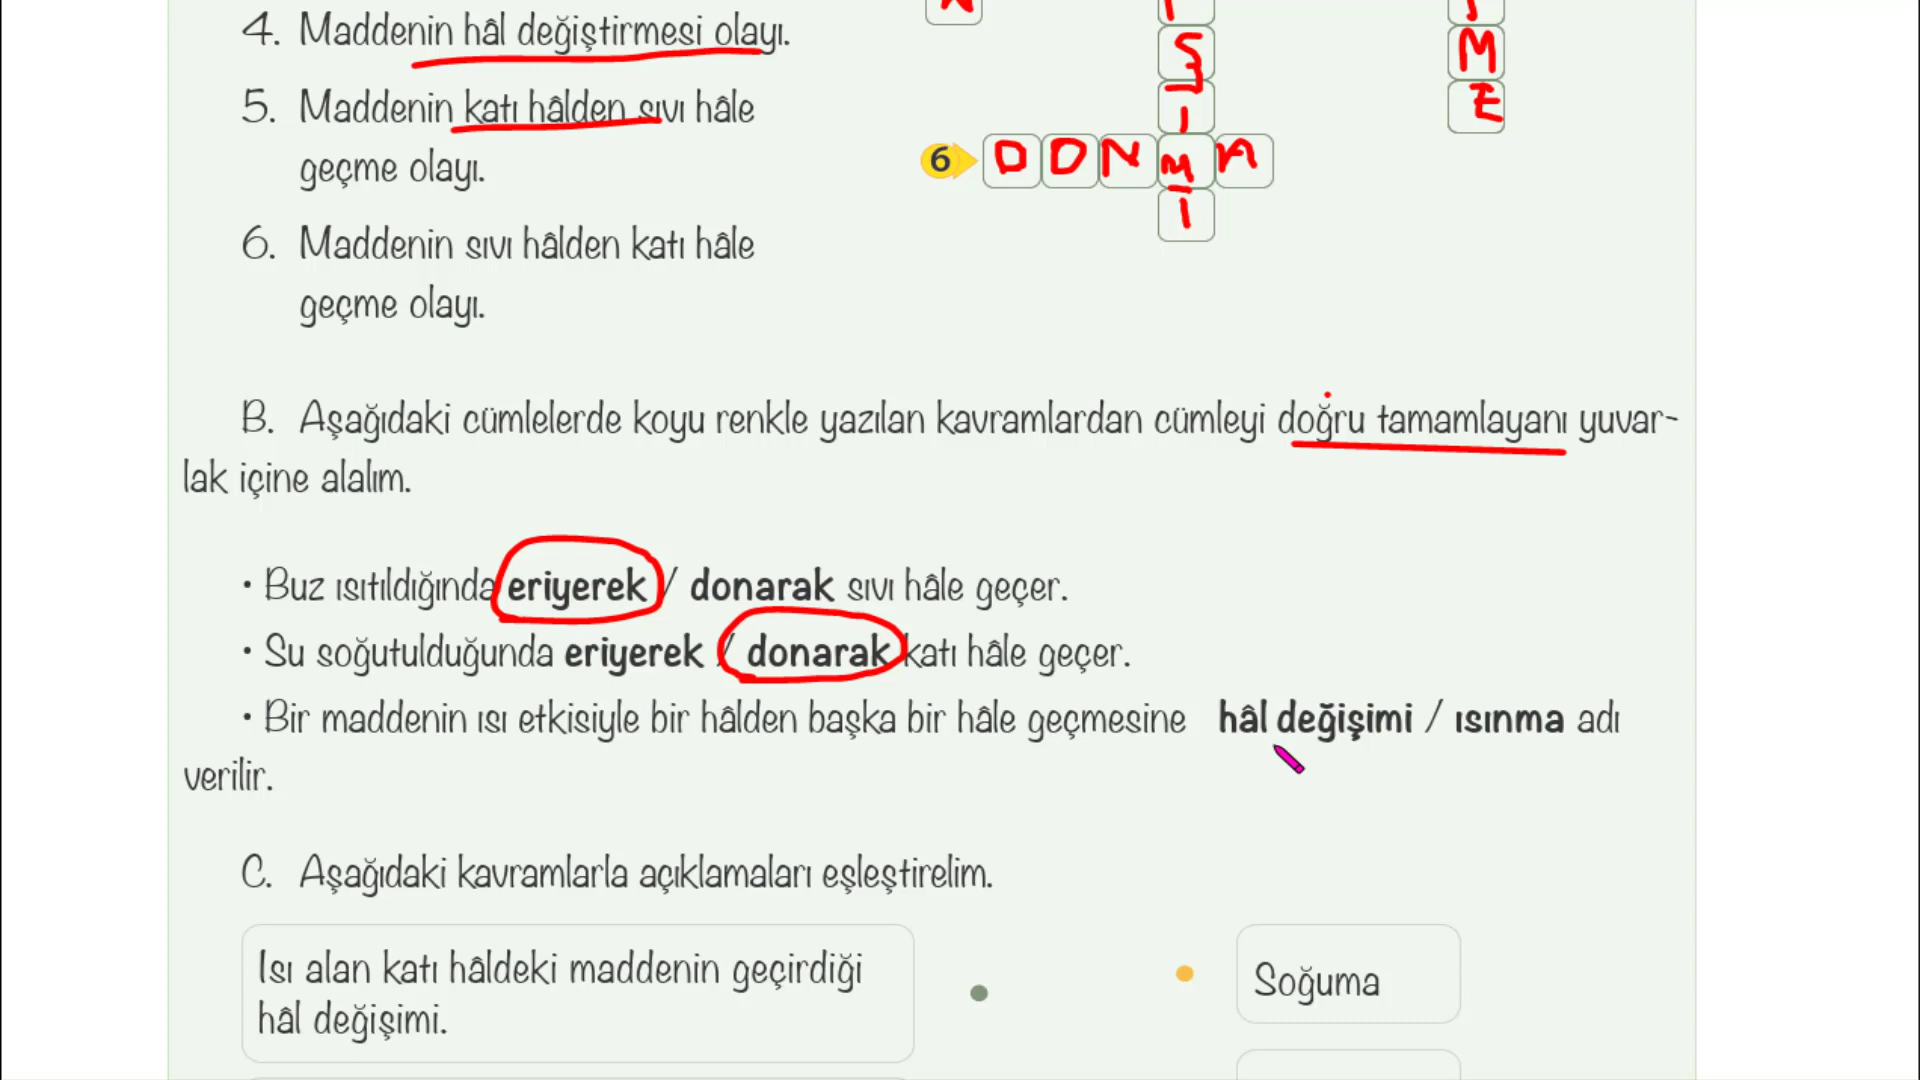 4. Maddenin hâl değiştirmesi olayı.
5. Maddenin katı hâlden sıvı hâle
geçme olayı.
6. Maddenin sıvı hâlden katı hâle
geçme olayı.
Ş
İ
6 D O N M A
İ
M
E
B. Aşağıdaki cümlelerde koyu renkle yazılan kavramlardan cümleyi doğru tamamlayanı yuvar-
lak içine alalım.
• Buz ısıtıldığında eriyerek / donarak sıvı hâle geçer.
• Su soğutulduğunda eriyerek / donarak katı hâle geçer.
• Bir maddenin ısı etkisiyle bir hâlden başka bir hâle geçmesine hâl değişimi / ısınma adı
verilir.
C. Aşağıdaki kavramlarla açıklamaları eşleştirelim.
Isı alan katı hâldeki maddenin geçirdiği
hâl değişimi.
Soğuma